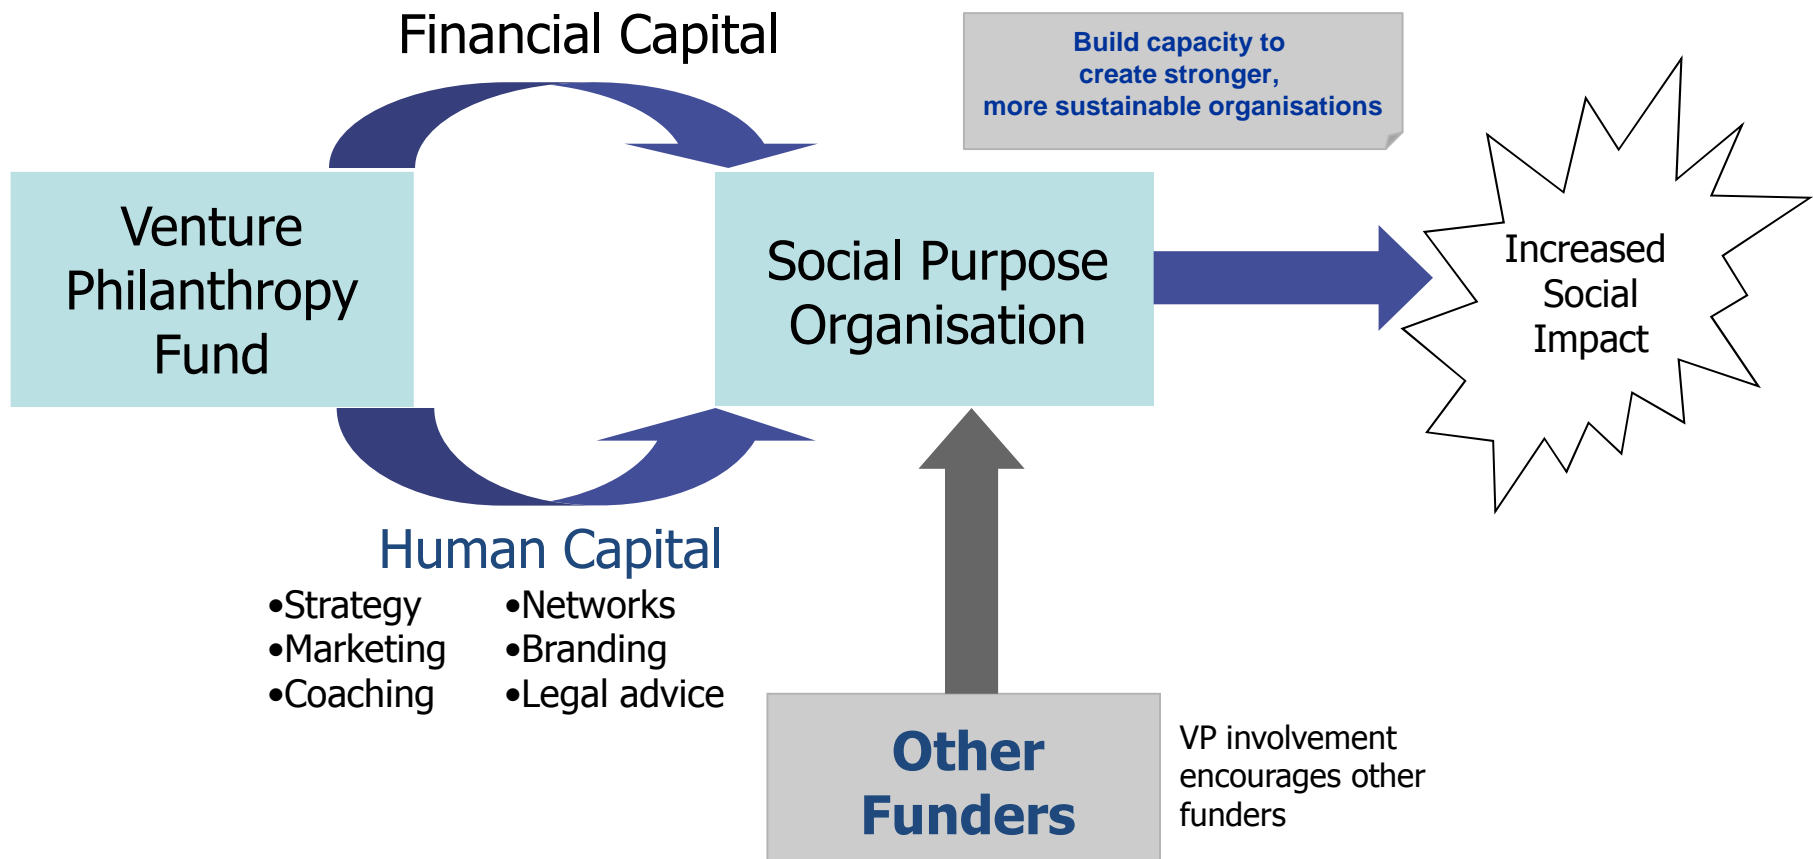 Financial Capital
Build capacity to
create stronger,
more sustainable organisations
Venture
Philanthropy
Fund
Social Purpose
Organisation
Increased
Social
Impact
Human Capital
•Strategy
•Marketing
•Coaching
•Networks
•Branding
•Legal advice
Other
Funders
VP involvement
encourages other
funders